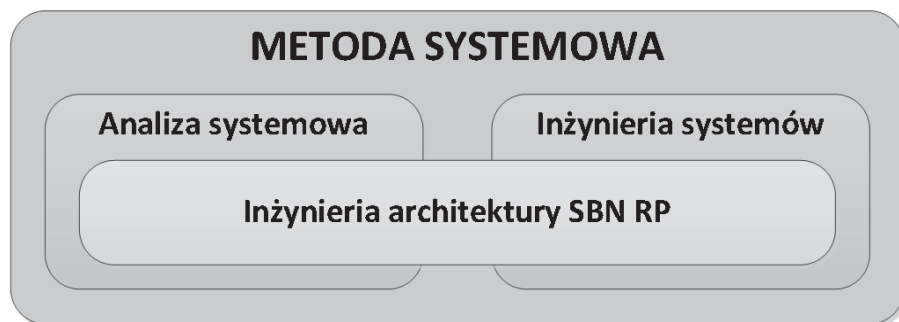 METODA SYSTEMOWA
Analiza systemowa
Inżynieria systemów
Inżynieria architektury SBN RP